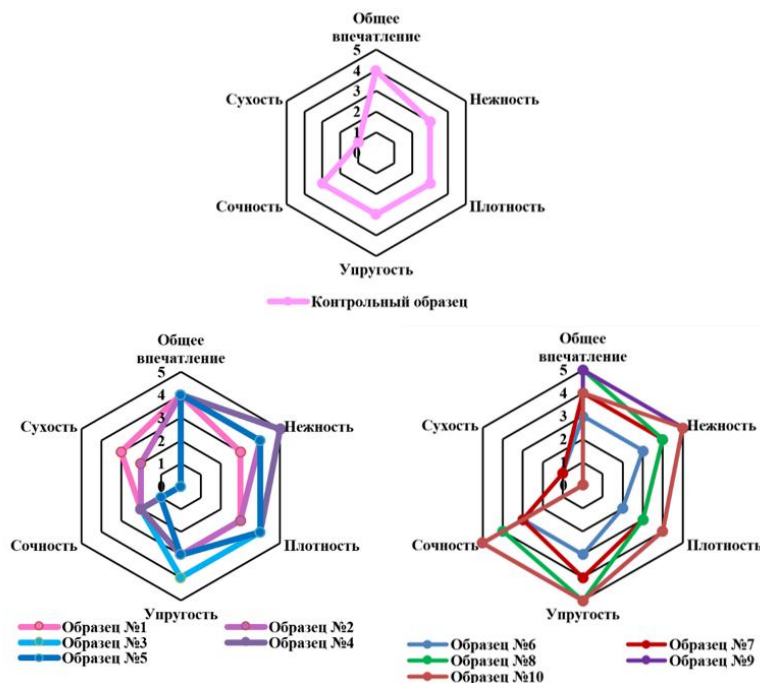 Общее
впечатление
5
4
3
2
1
0
Сухость
Нежность
Сочность
Плотность
Упругость
Контрольный образец
Общее
впечатление
5
4
3
2
1
0
Сухость
Нежность
Сочность
Плотность
Упругость
Образец №1
Образец №2
Образец №3
Образец №4
Образец №5
Общее
впечатление
5
4
3
2
1
0
Сухость
Нежность
Сочность
Плотность
Упругость
Образец №6
Образец №7
Образец №8
Образец №9
Образец №10